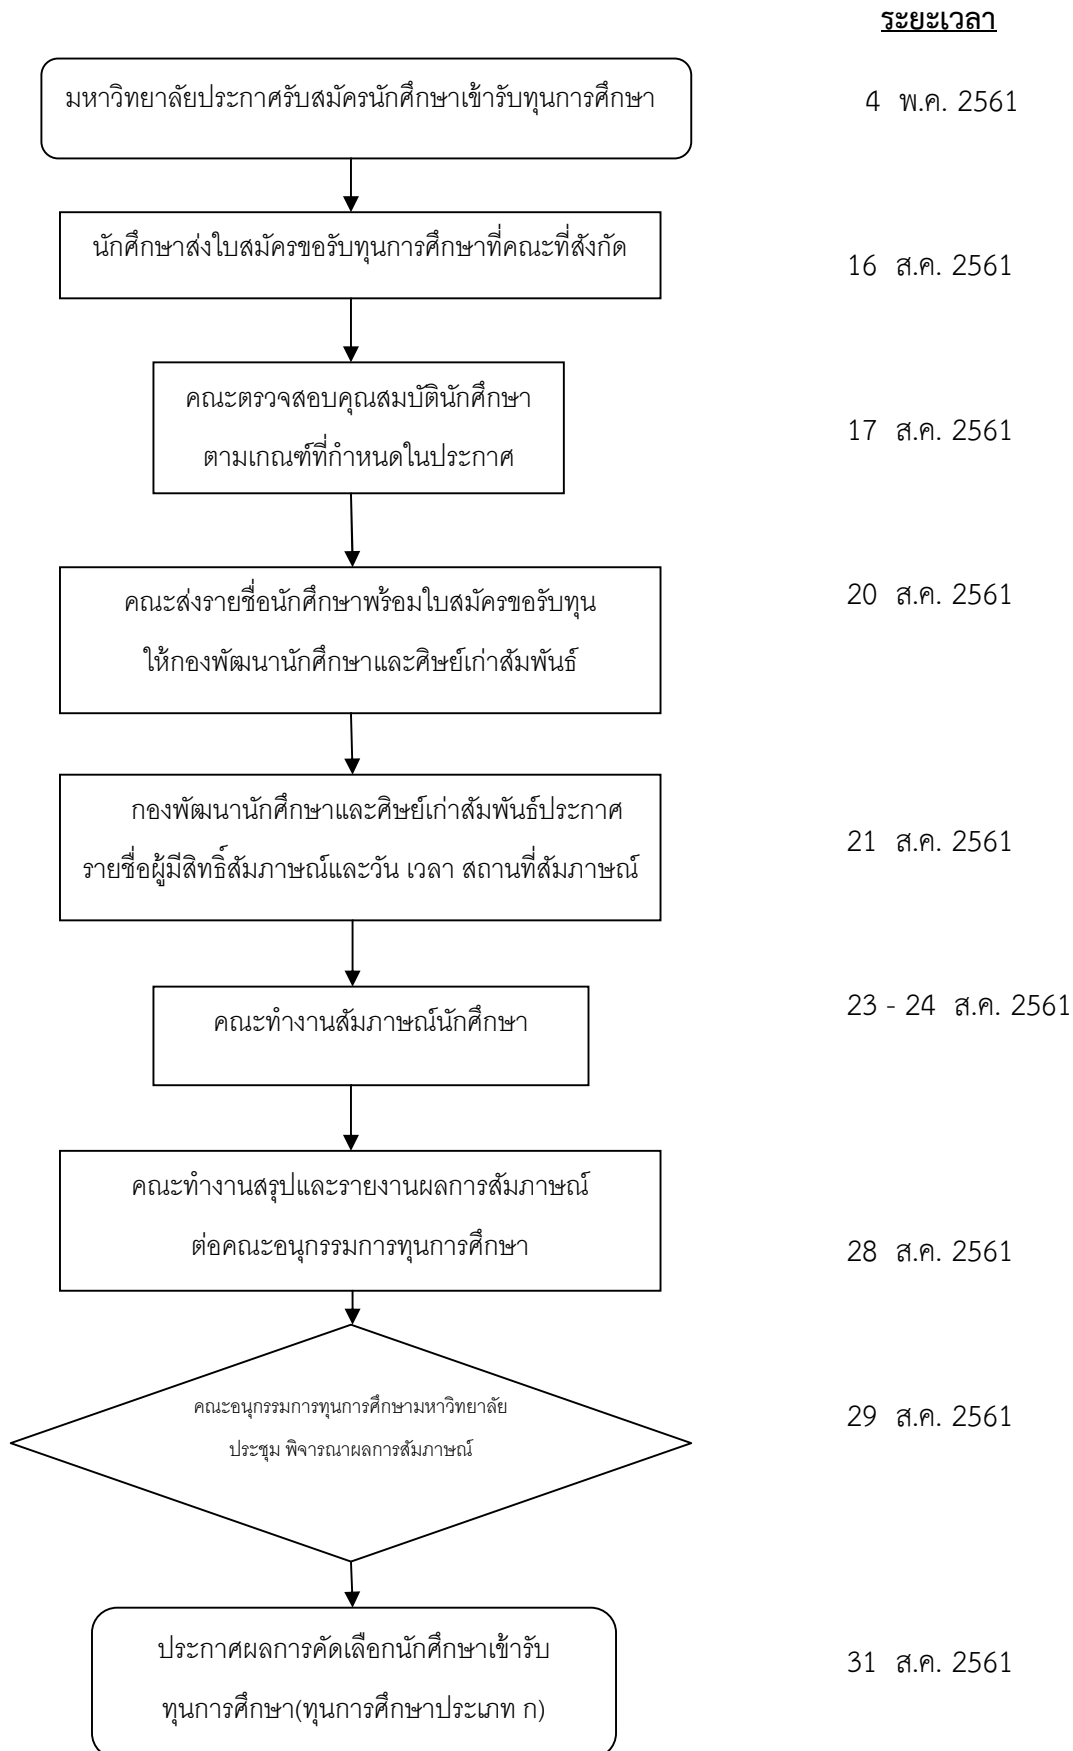 ระยะเวลา
มหาวิทยาลัยประกาศรับสมัครนักศึกษาเข้ารับทุนการศึกษา
4 พ.ค. 2561
นักศึกษาส่งใบสมัครขอรับทุนการศึกษาที่คณะที่สังกัด
16 ส.ค. 2561
คณะตรวจสอบคุณสมบัตินักศึกษา
ตามเกณฑ์ที่กำหนดในประกาศ
17 ส.ค. 2561
คณะส่งรายชื่อนักศึกษาพร้อมใบสมัครขอรับทุน
ให้กองพัฒนานักศึกษาและศิษย์เก่าสัมพันธ์
20 ส.ค. 2561
กองพัฒนานักศึกษาและศิษย์เก่าสัมพันธ์ประกาศ
รายชื่อผู้มีสิทธิ์สัมภาษณ์และวัน เวลา สถานที่สัมภาษณ์
21 ส.ค. 2561
คณะทำงานสัมภาษณ์นักศึกษา
23 - 24 ส.ค. 2561
คณะทำงานสรุปและรายงานผลการสัมภาษณ์
ต่อคณะอนุกรรมการทุนการศึกษา
28 ส.ค. 2561
คณะอนุกรรมการทุนการศึกษามหาวิทยาลัย
ประชุม พิจารณาผลการสัมภาษณ์
29 ส.ค. 2561
ประกาศผลการคัดเลือกนักศึกษาเข้ารับ
ทุนการศึกษา(ทุนการศึกษาประเภท ก)
31 ส.ค. 2561